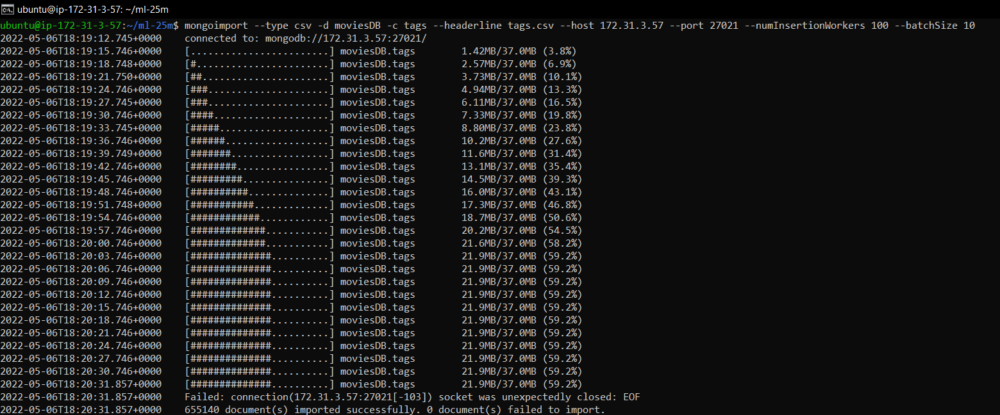 ubuntu@ip-172-31-3-57: ~/ml-25m
ubuntu@ip-172-31-3-57:~/ml-25m$ mongoimport --type csv -d moviesDB -c tags --headerline tags.csv --host 172.31.3.57 --port 27021 --numInsertionWorkers 100 --batchSize 10
2022-05-06T18:19:12.745+0000 connected to: mongodb://172.31.3.57:27021/
2022-05-06T18:19:15.746+0000 [........................] moviesDB.tags 1.42MB/37.0MB (3.8%)
2022-05-06T18:19:18.748+0000 [#.......................] moviesDB.tags 2.57MB/37.0MB (6.9%)
2022-05-06T18:19:21.750+0000 [##......................] moviesDB.tags 3.73MB/37.0MB (10.1%)
2022-05-06T18:19:24.746+0000 [###.....................] moviesDB.tags 4.94MB/37.0MB (13.3%)
2022-05-06T18:19:27.745+0000 [###.....................] moviesDB.tags 6.11MB/37.0MB (16.5%)
2022-05-06T18:19:30.746+0000 [####....................] moviesDB.tags 7.33MB/37.0MB (19.8%)
2022-05-06T18:19:33.745+0000 [#####...................] moviesDB.tags 8.80MB/37.0MB (23.8%)
2022-05-06T18:19:36.746+0000 [######..................] moviesDB.tags 10.2MB/37.0MB (27.6%)
2022-05-06T18:19:39.749+0000 [#######.................] moviesDB.tags 11.6MB/37.0MB (31.4%)
2022-05-06T18:19:42.746+0000 [########................] moviesDB.tags 13.1MB/37.0MB (35.4%)
2022-05-06T18:19:45.746+0000 [#########...............] moviesDB.tags 14.5MB/37.0MB (39.3%)
2022-05-06T18:19:48.746+0000 [##########..............] moviesDB.tags 16.0MB/37.0MB (43.1%)
2022-05-06T18:19:51.748+0000 [###########.............] moviesDB.tags 17.3MB/37.0MB (46.8%)
2022-05-06T18:19:54.746+0000 [############............] moviesDB.tags 18.7MB/37.0MB (50.6%)
2022-05-06T18:19:57.746+0000 [#############...........] moviesDB.tags 20.2MB/37.0MB (54.5%)
2022-05-06T18:20:00.746+0000 [#############...........] moviesDB.tags 21.6MB/37.0MB (58.2%)
2022-05-06T18:20:03.746+0000 [##############..........] moviesDB.tags 21.9MB/37.0MB (59.2%)
2022-05-06T18:20:06.746+0000 [##############..........] moviesDB.tags 21.9MB/37.0MB (59.2%)
2022-05-06T18:20:09.746+0000 [##############..........] moviesDB.tags 21.9MB/37.0MB (59.2%)
2022-05-06T18:20:12.746+0000 [##############..........] moviesDB.tags 21.9MB/37.0MB (59.2%)
2022-05-06T18:20:15.746+0000 [##############..........] moviesDB.tags 21.9MB/37.0MB (59.2%)
2022-05-06T18:20:18.746+0000 [##############..........] moviesDB.tags 21.9MB/37.0MB (59.2%)
2022-05-06T18:20:21.746+0000 [##############..........] moviesDB.tags 21.9MB/37.0MB (59.2%)
2022-05-06T18:20:24.746+0000 [##############..........] moviesDB.tags 21.9MB/37.0MB (59.2%)
2022-05-06T18:20:27.746+0000 [##############..........] moviesDB.tags 21.9MB/37.0MB (59.2%)
2022-05-06T18:20:30.746+0000 [##############..........] moviesDB.tags 21.9MB/37.0MB (59.2%)
2022-05-06T18:20:31.857+0000 [##############..........] moviesDB.tags 21.9MB/37.0MB (59.2%)
2022-05-06T18:20:31.857+0000 Failed: connection(172.31.3.57:27021[-103]) socket was unexpectedly closed: EOF
2022-05-06T18:20:31.857+0000 655140 document(s) imported successfully. 0 document(s) failed to import.